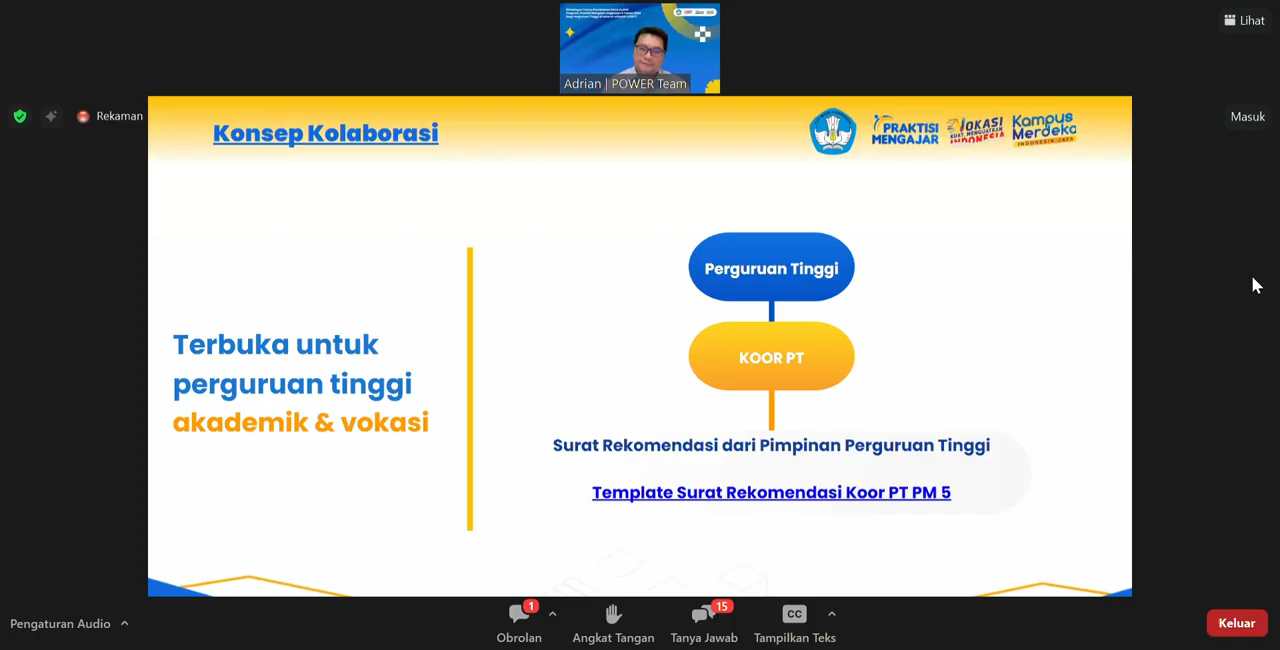 Lihat
Adrian | POWER Team
Rekaman
Masuk
Konsep Kolaborasi
PRAKTISI
MENGAJAR
VOKASI
KUAT, MENGUATKAN
INDONESIA
Kampus
Merdeka
INDONESIA JAYA
Perguruan Tinggi
KOOR PT
Terbuka untuk
perguruan tinggi
akademik & vokasi
Surat Rekomendasi dari Pimpinan Perguruan Tinggi
Template Surat Rekomendasi Koor PT PM 5
Pengaturan Audio
1
15
CC
Obrolan
Angkat Tangan
Tanya Jawab
Tampilkan Teks
Keluar